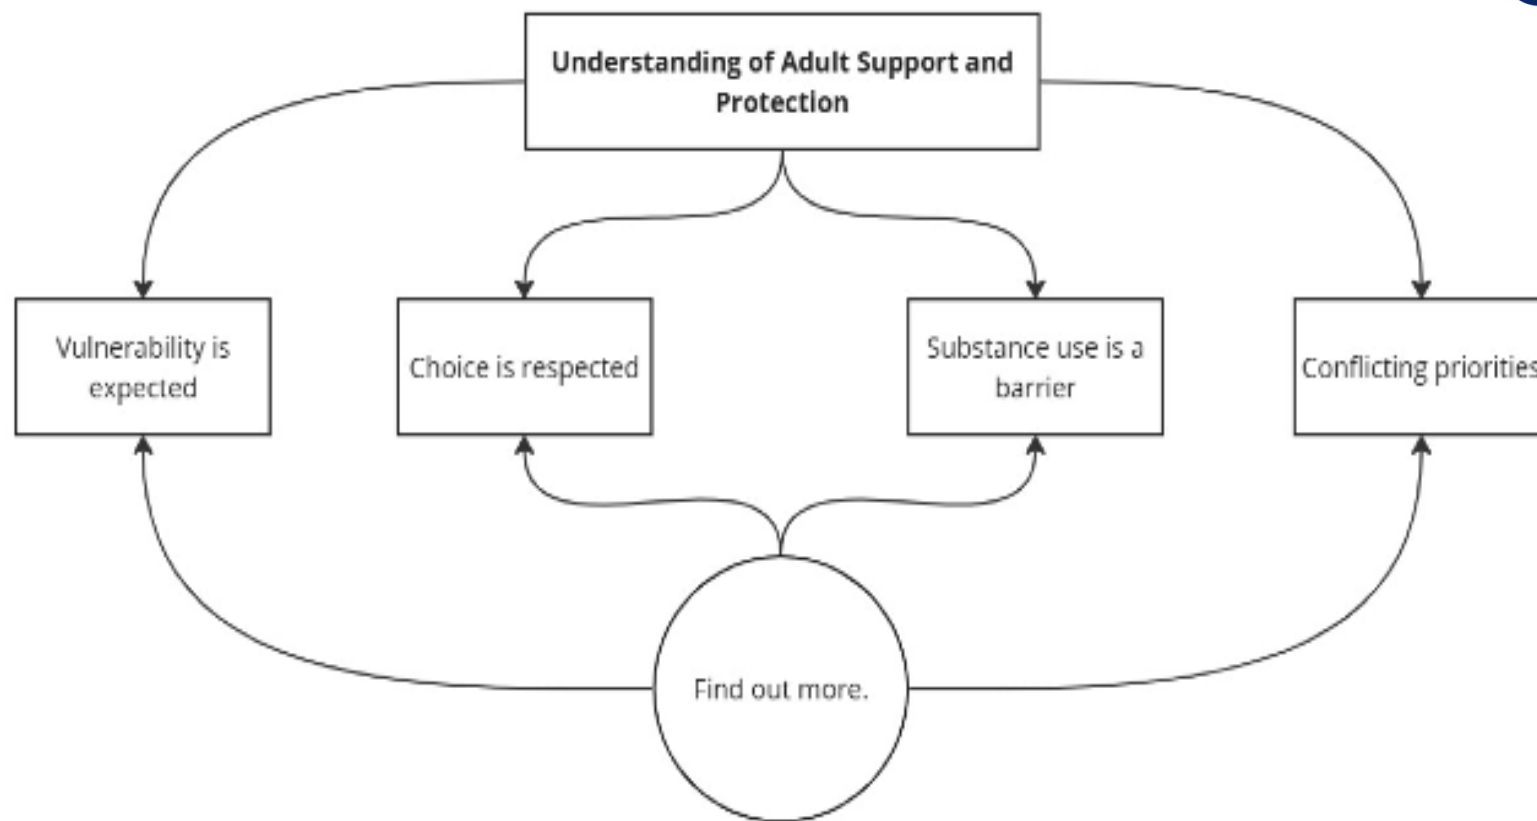 Understanding of Adult Support and
Protection
Vulnerability is
expected
Choice is respected
Substance use is a
barrier
Conflicting priorities
Find out more.